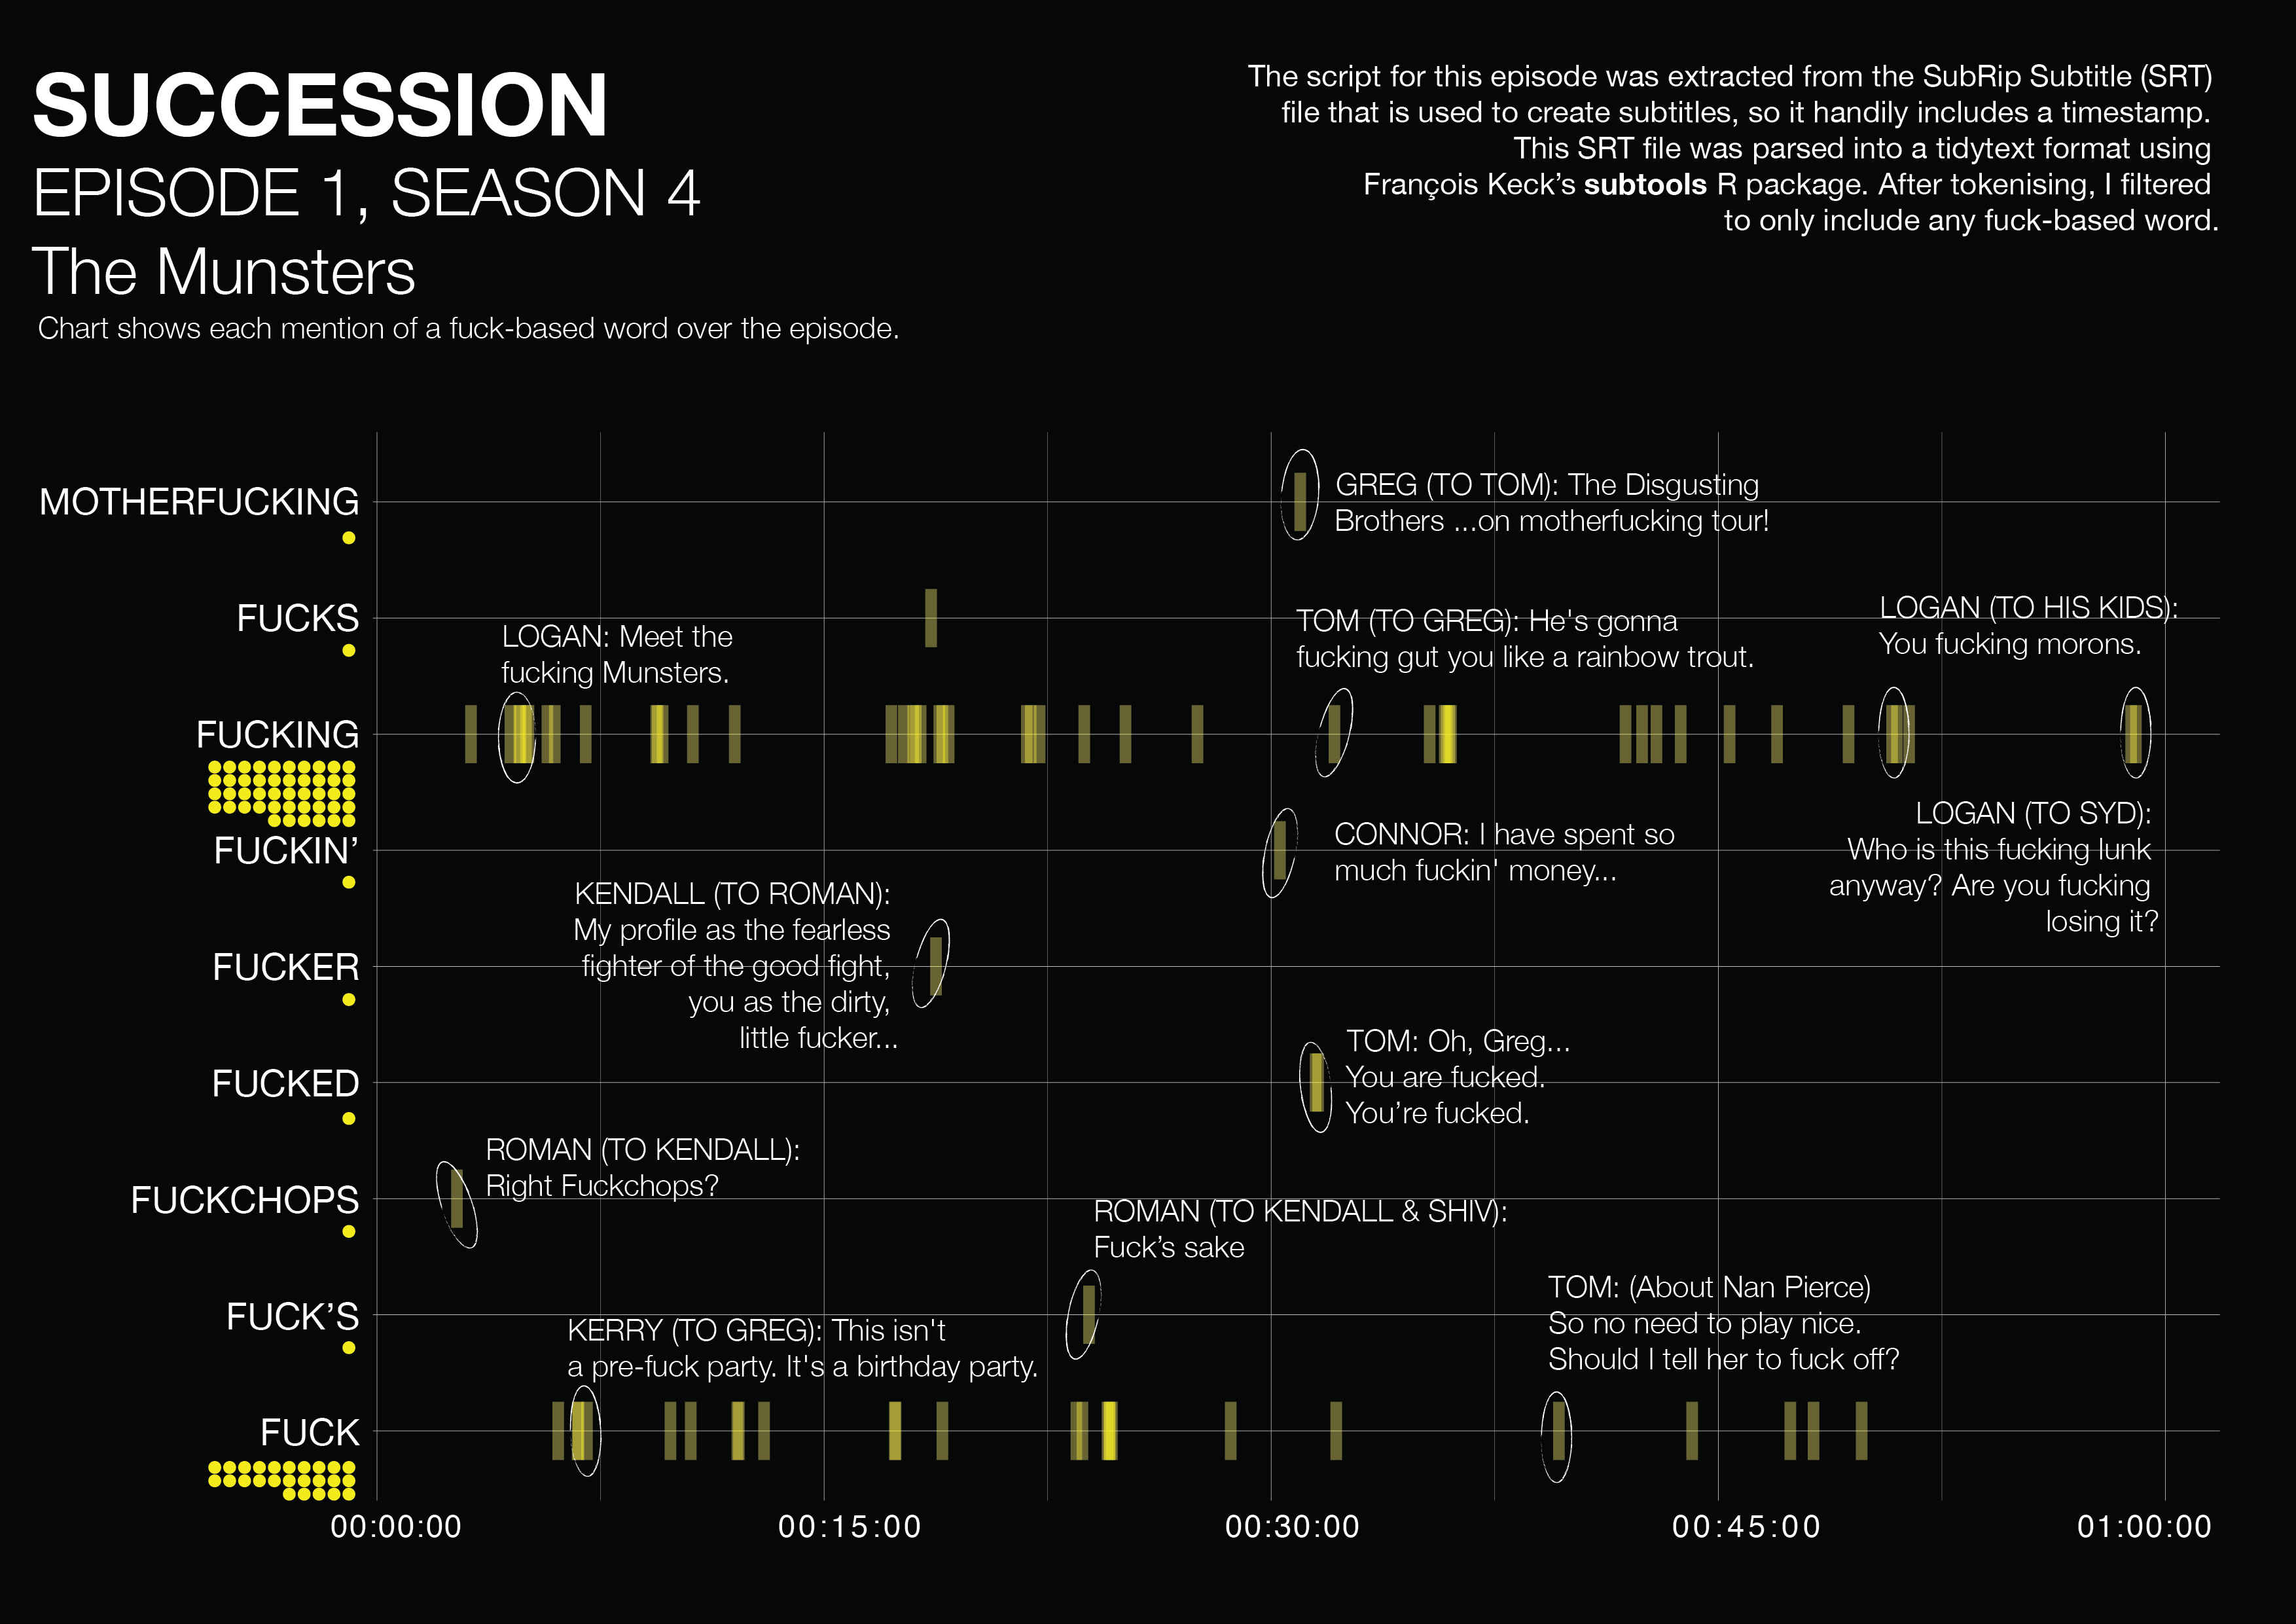 SUCCESSION
EPISODE 1, SEASON 4
The Munsters
Chart shows each mention of a fuck-based word over the episode.
The script for this episode was extracted from the SubRip Subtitle (SRT)
file that is used to create subtitles, so it handily includes a timestamp.
This SRT file was parsed into a tidytext format using
François Keck’s subtools R package. After tokenising, I filtered
to only include any fuck-based word.
MOTHERFUCKING
GREG (TO TOM): The Disgusting
Brothers ...on motherfucking tour!
FUCKS
LOGAN: Meet the
fucking Munsters.
TOM (TO GREG): He's gonna
fucking gut you like a rainbow trout.
LOGAN (TO HIS KIDS):
You fucking morons.
FUCKING
LOGAN (TO SYD):
Who is this fucking lunk
anyway? Are you fucking
losing it?
FUCKIN’
CONNOR: I have spent so
much fuckin' money...
KENDALL (TO ROMAN):
My profile as the fearless
fighter of the good fight,
you as the dirty,
little fucker...
FUCKER
FUCKED
TOM: Oh, Greg...
You are fucked.
You’re fucked.
FUCKCHOPS
ROMAN (TO KENDALL):
Right Fuckchops?
ROMAN (TO KENDALL & SHIV):
Fuck’s sake
FUCK’S
KERRY (TO GREG): This isn't
a pre-fuck party. It's a birthday party.
TOM: (About Nan Pierce)
So no need to play nice.
Should I tell her to fuck off?
FUCK
00:00:00
00:15:00
00:30:00
00:45:00
01:00:00